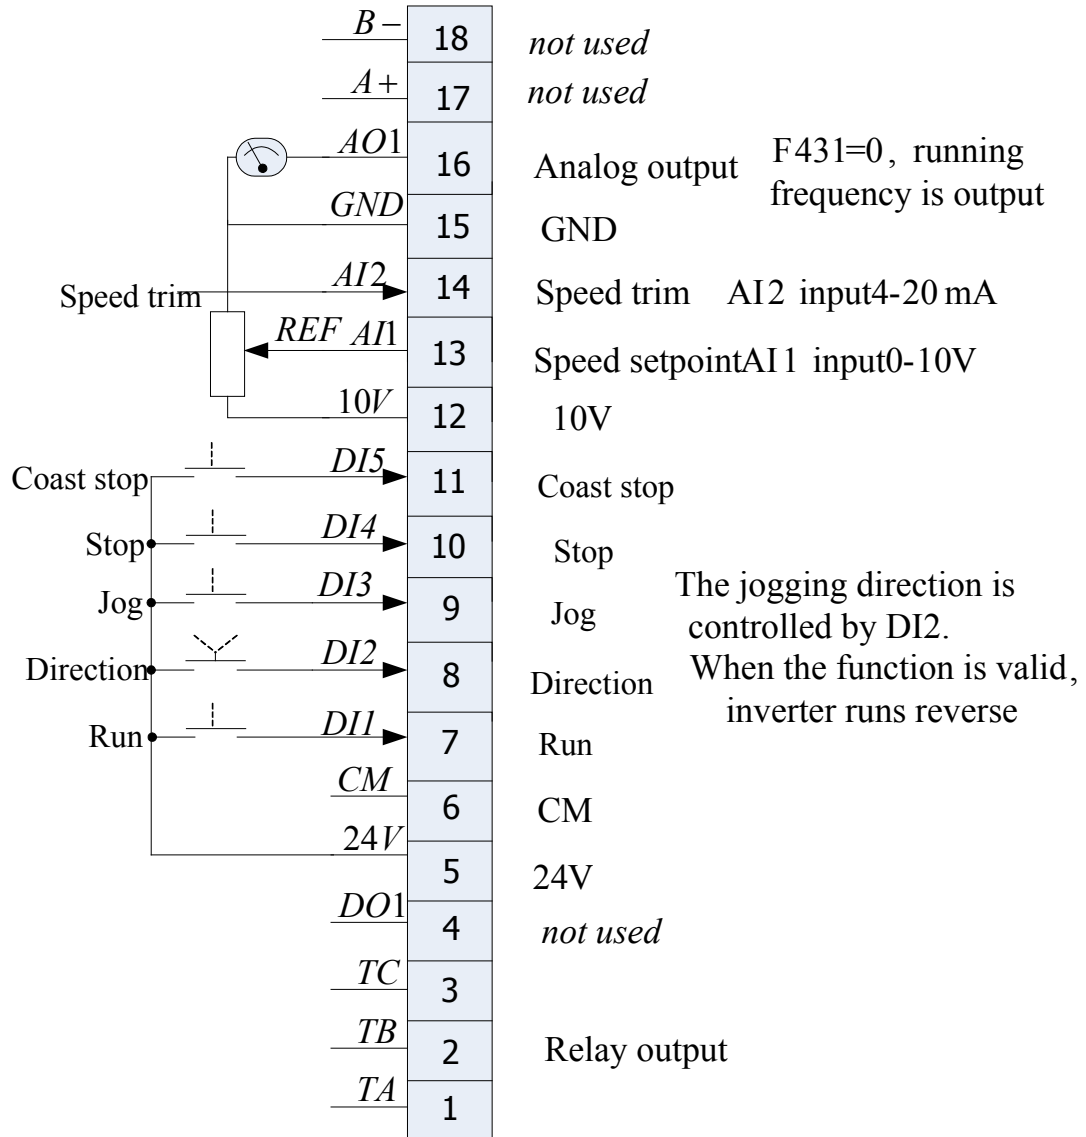 B− 18 not used
A+ 17 not used
AO1 16 Analog output F431=0, running
frequency is output
GND 15 GND
Speed trim AI2 14 Speed trim AI2 input4-20 mA
REF AI1 13 Speed setpointAI1 input0-10V
10V 12 10V
Coast stop DI5 11 Coast stop
Stop DI4 10 Stop
Jog DI3 9 Jog The jogging direction is
controlled by DI2.
Direction DI2 8 Direction When the function is valid,
inverter runs reverse
Run DI1 7 Run
CM 6 CM
24V 5 24V
DO1 4 not used
TC 3
TB 2 Relay output
TA 1